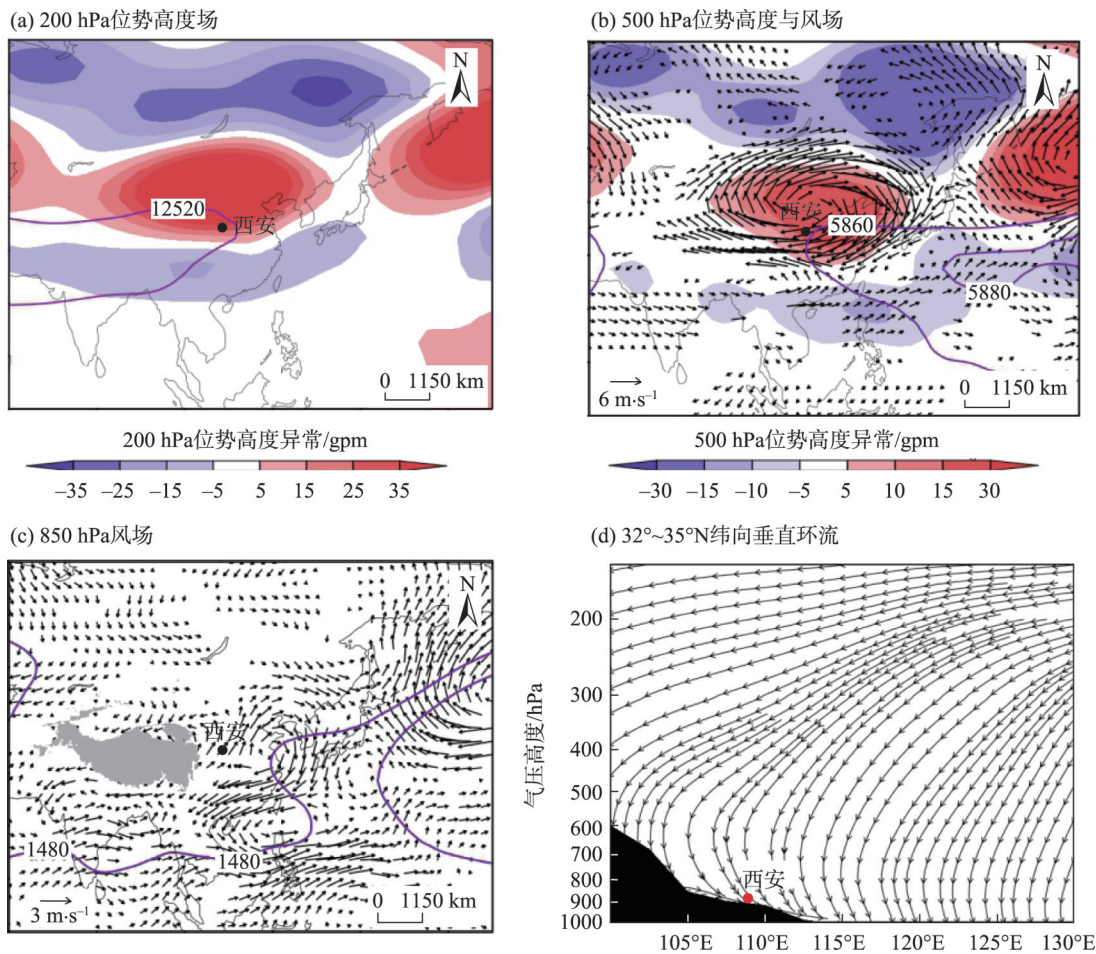 (a) 200 hPa位势高度场
N
12520
西安
0 1150 km
200 hPa位势高度异常/gpm
–35 –25 –15 –5 5 15 25 35
(b) 500 hPa位势高度与风场
N
西安
5860
5880
6 m·s⁻¹
0 1150 km
500 hPa位势高度异常/gpm
–30 –15 –10 –5 5 10 15 30
(c) 850 hPa风场
N
西安
1480
1480
3 m·s⁻¹
0 1150 km
(d) 32°~35°N纬向垂直环流
气压高度/hPa
200
300
400
500
600
700
800
900
1000
西安
105°E 110°E 115°E 120°E 125°E 130°E